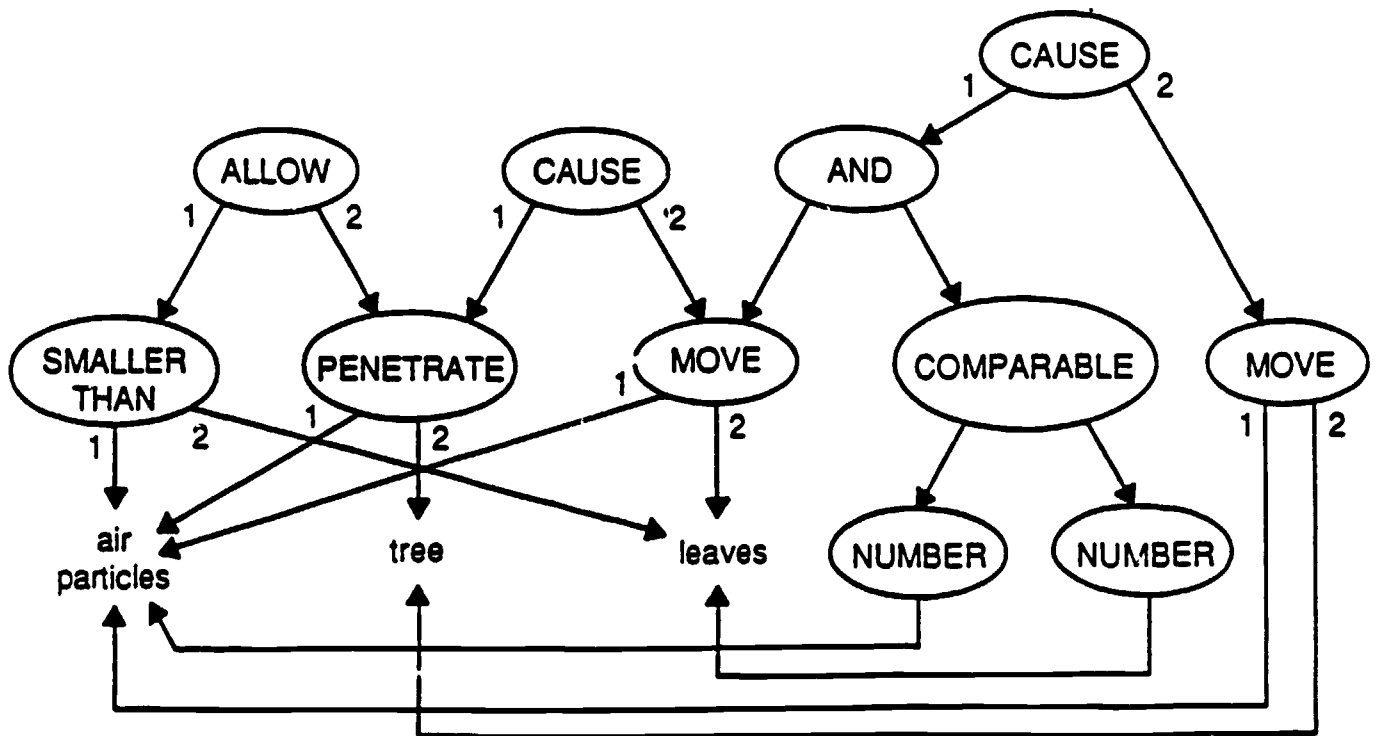 CAUSE
1 2
ALLOW CAUSE AND
1 2 1 2
SMALLER
THAN
PENETRATE MOVE COMPARABLE MOVE
1 2 1 2 1 2 1 2
air
particles
tree leaves NUMBER NUMBER